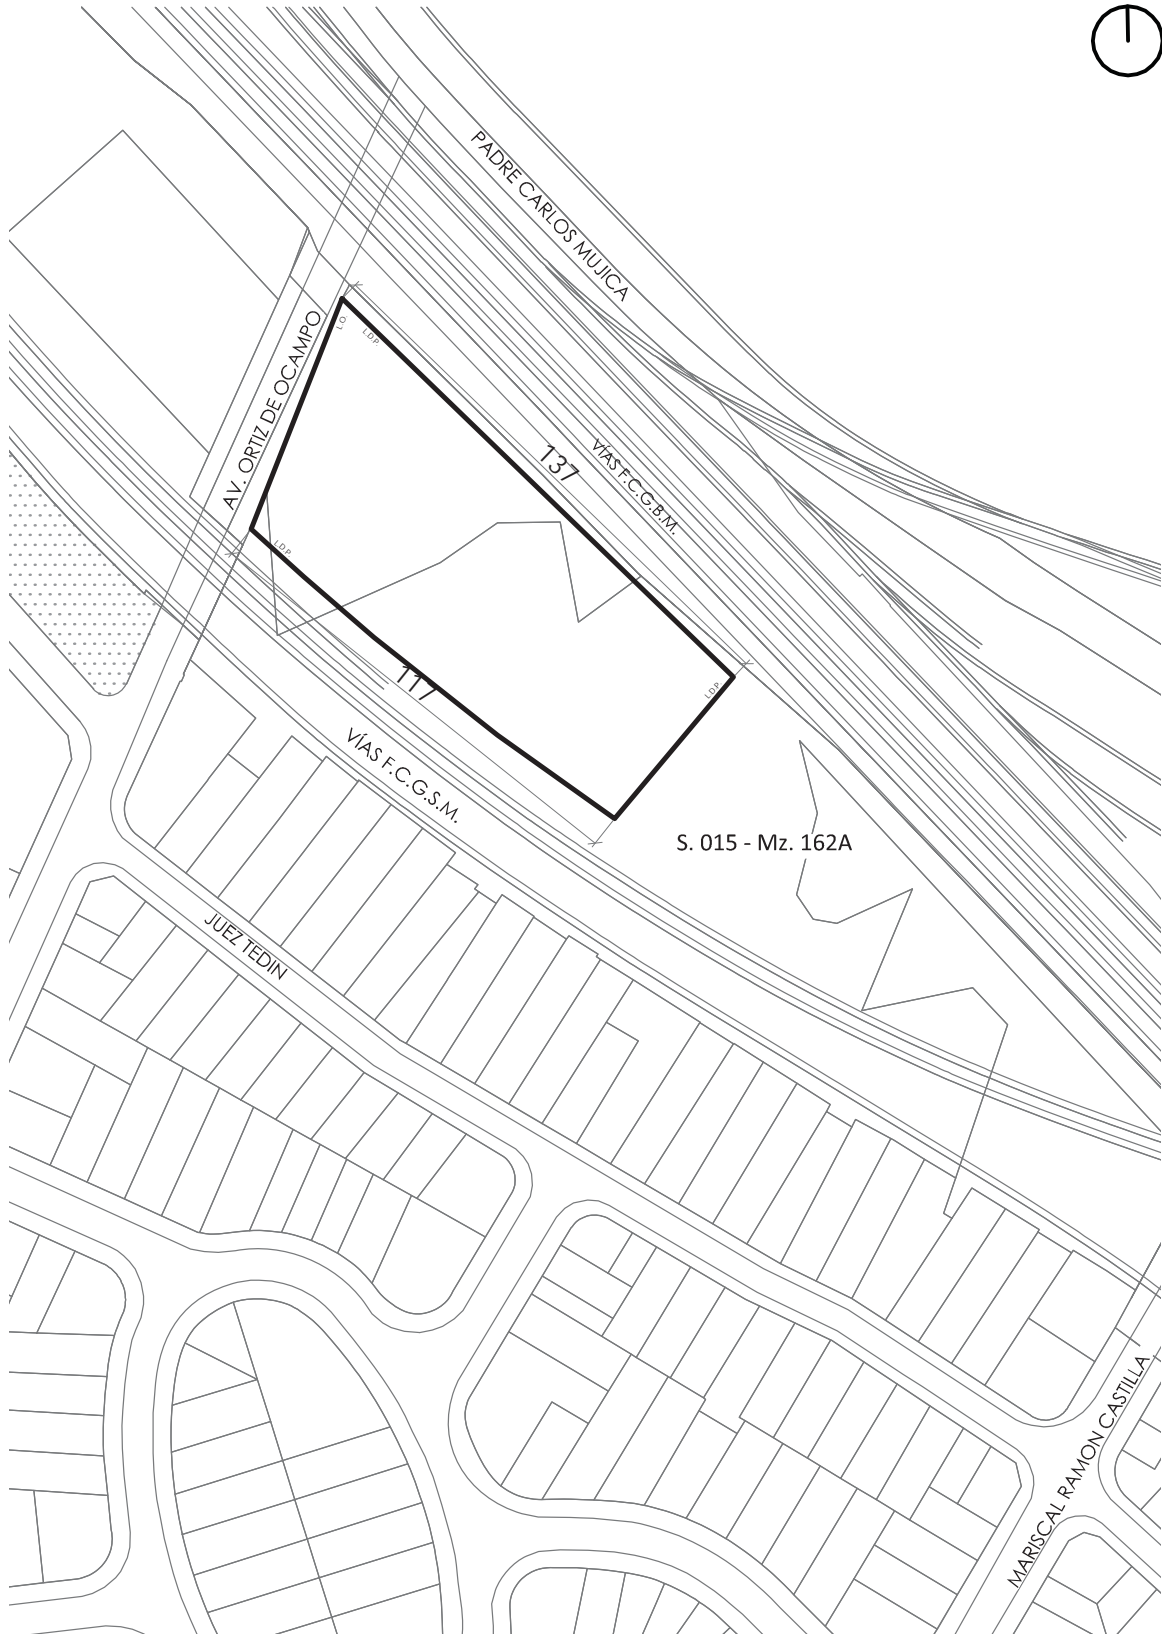 PADRE CARLOS MUJICA
AV. ORTIZ DE OCAMPO
L.O.
L.D.P.
137
VÍAS F.C.G.B.M.
L.D.P
L.D.P.
117
VÍAS F.C.G.S.M.
S. 015 - Mz. 162A
JUEZ TEDIN
MARISCAL RAMON CASTILLA